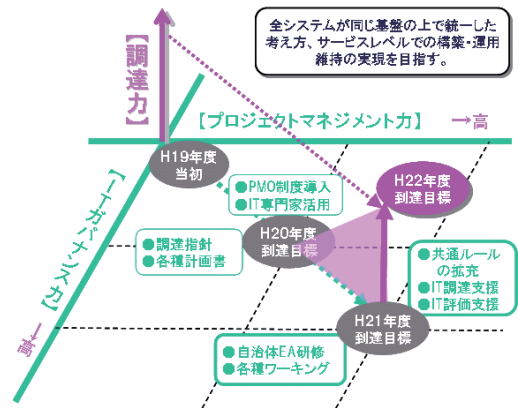 全システムが同じ基盤の上で統一した
考え方、サービスレベルでの構築・運用
維持の実現を目指す。
【調達力】
【プロジェクトマネジメント力】 →高
H19年度
当初
●PMO制度導入
●IT専門家活用
H22年度
到達目標
●調達指針
●各種計画書
H20年度
到達目標
●共通ルール
の拡充
●IT調達支援
●IT評価支援
【ITガバナンス力】
→高
H21年度
到達目標
●自治体EA研修
●各種ワーキング